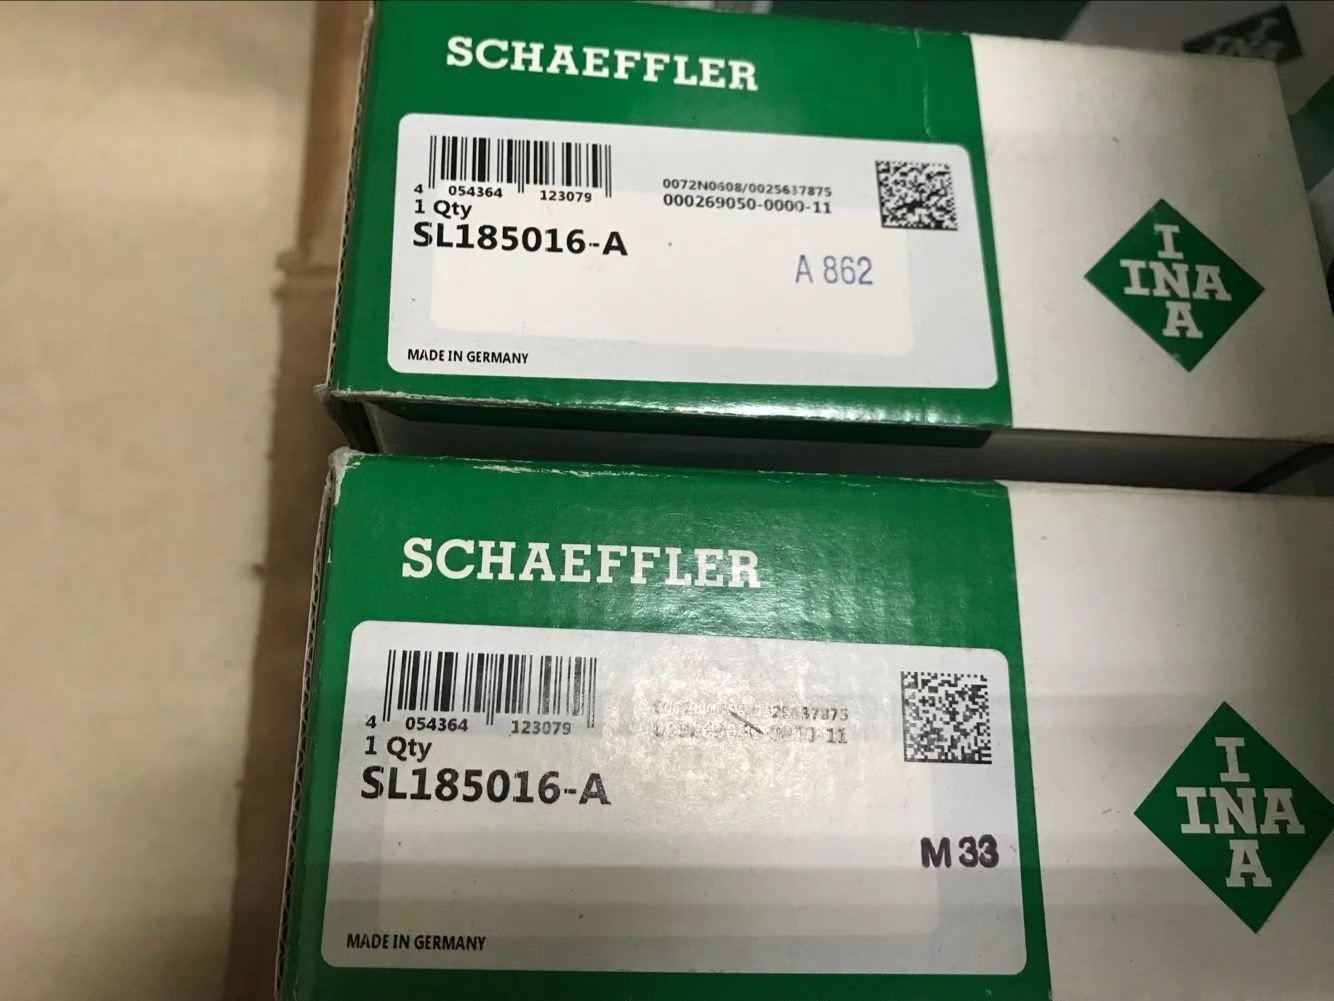 SCHAEFFLER
4 054364 123079
0072N0608/0025637875
000269050-0000-11
1 Qty
SL185016-A
A 862
MADE IN GERMANY
I
INA
A
SCHAEFFLER
4 054364 123079
1 Qty
SL185016-A
M 33
MADE IN GERMANY
I
INA
A